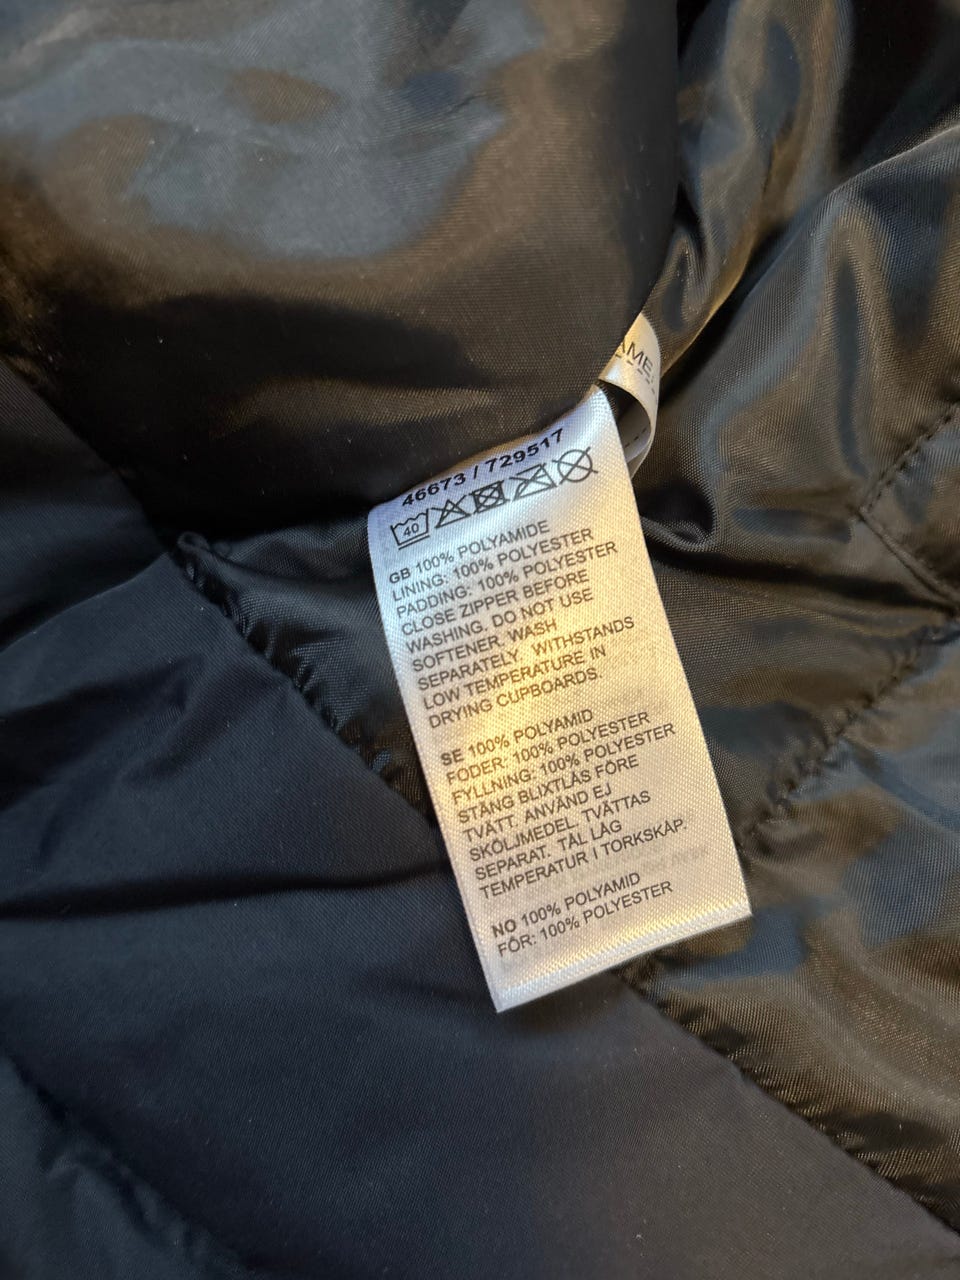 46673 / 729517
40
GB 100% POLYAMIDE
LINING: 100% POLYESTER
PADDING: 100% POLYESTER
CLOSE ZIPPER BEFORE
WASHING. DO NOT USE
SOFTENER. WASH
SEPARATELY. WITHSTANDS
LOW TEMPERATURE IN
DRYING CUPBOARDS.
SE 100% POLYAMID
FODER: 100% POLYESTER
FYLLNING: 100% POLYESTER
STÄNG BLIXTLÅS FÖRE
TVÄTT. ANVÄND EJ
SKÖLJMEDEL. TVÄTTAS
SEPARAT. TÅL LÅG
TEMPERATUR I TORKSKÅP.
NO 100% POLYAMID
FÔR: 100% POLYESTER